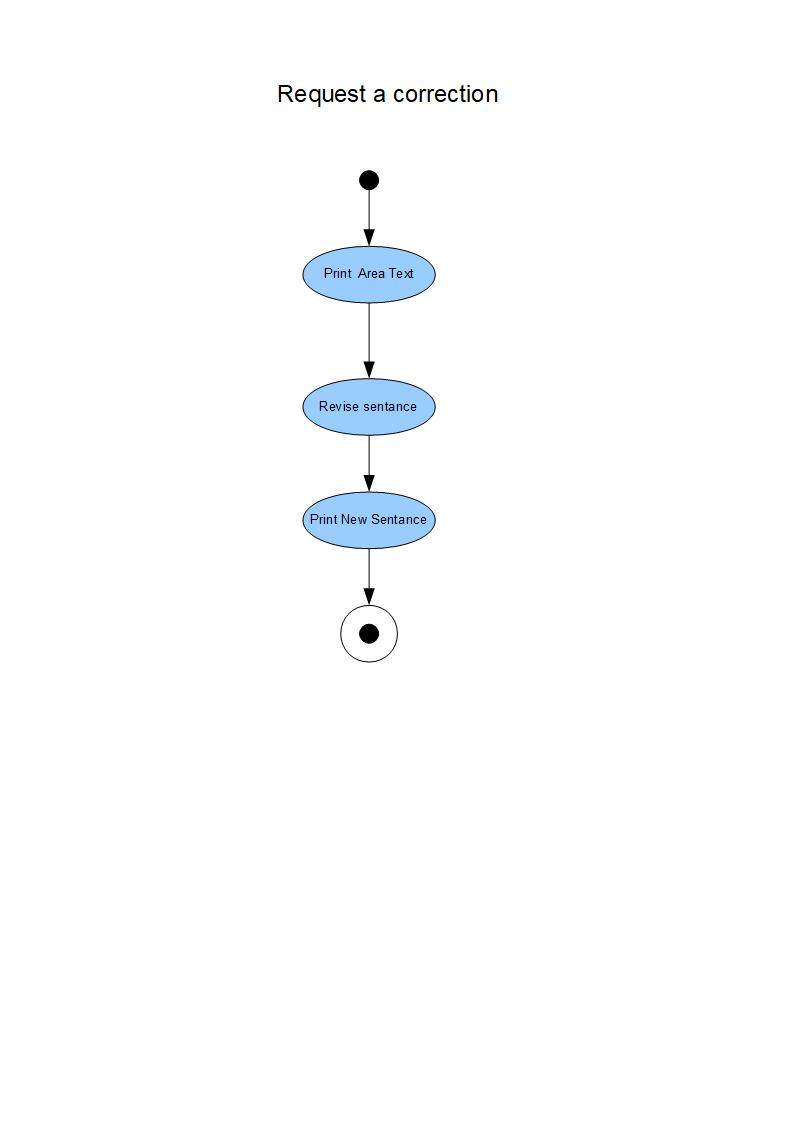 Request a correction
Print  Area Text
Revise sentance
Print New Sentance